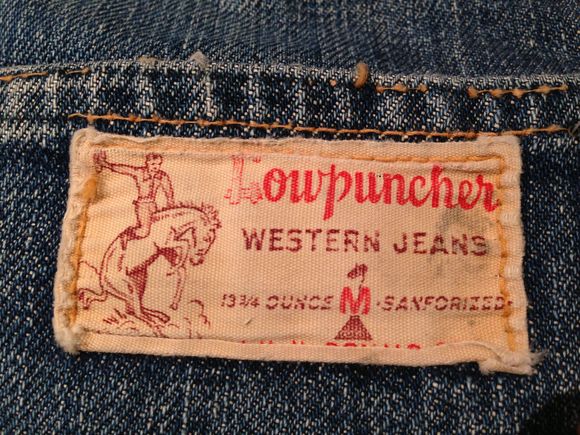 Cowpuncher
WESTERN JEANS
13 3/4 OUNCE M ·SANFORIZED·